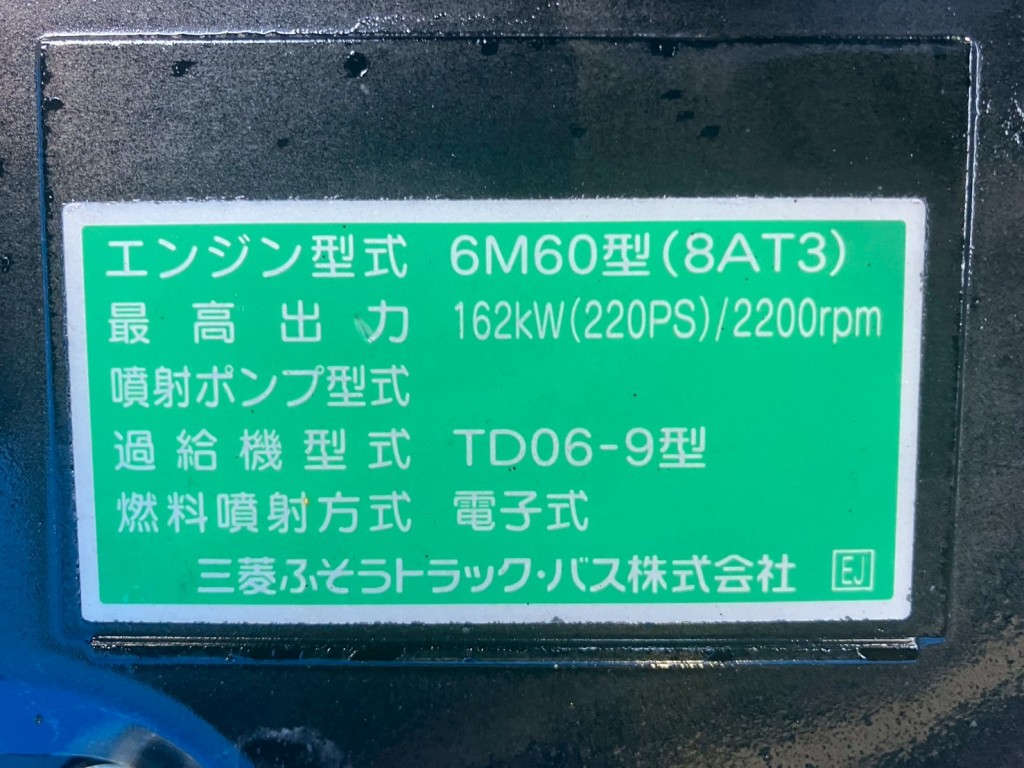 エンジン型式 6M60型(8AT3)
最高出力 162kW(220PS)/2200rpm
噴射ポンプ型式
過給機型式 TD06-9型
燃料噴射方式 電子式
三菱ふそうトラック・バス株式会社 EJ